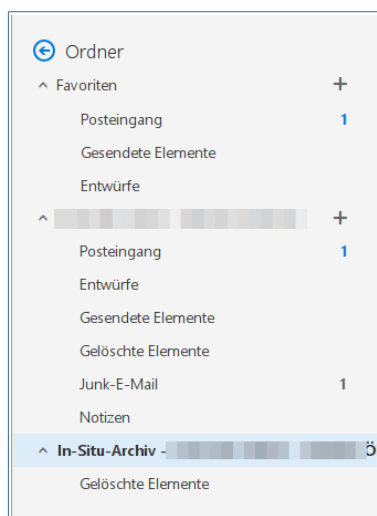 Ordner
Favoriten
Posteingang 1
Gesendete Elemente
Entwürfe
Posteingang 1
Entwürfe
Gesendete Elemente
Gelöschte Elemente
Junk-E-Mail 1
Notizen
In-Situ-Archiv -
Gelöschte Elemente